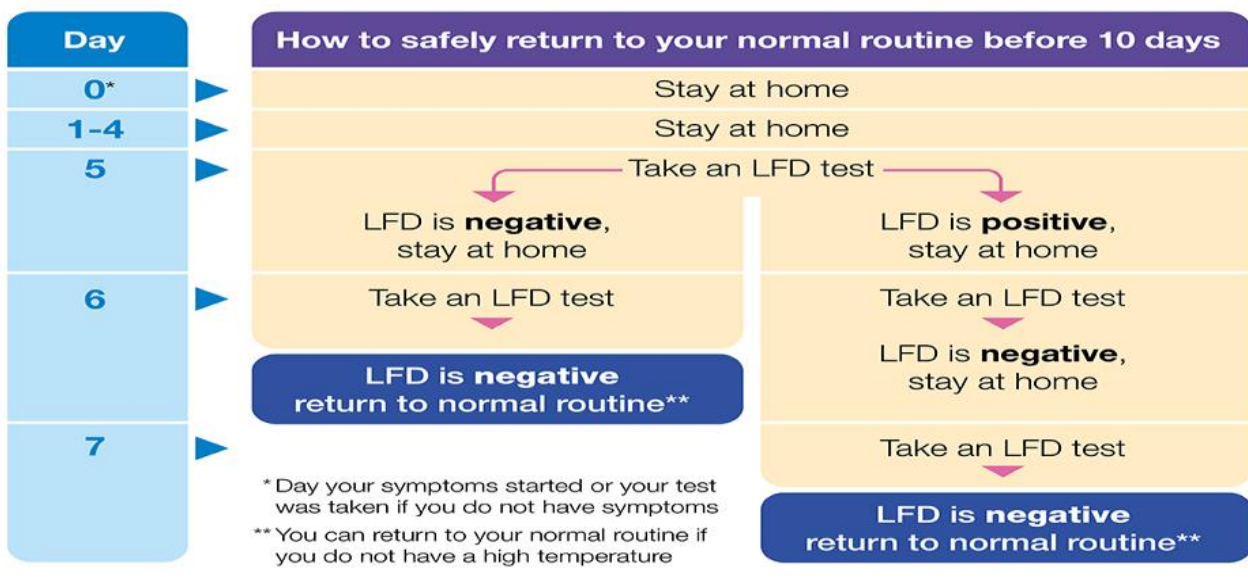 Day
How to safely return to your normal routine before 10 days
0*
Stay at home
1-4
Stay at home
5
Take an LFD test
LFD is negative,
stay at home
LFD is positive,
stay at home
6
Take an LFD test
Take an LFD test
LFD is negative
return to normal routine**
LFD is negative,
stay at home
7
Take an LFD test
* Day your symptoms started or your test
was taken if you do not have symptoms
** You can return to your normal routine if
you do not have a high temperature
LFD is negative
return to normal routine**